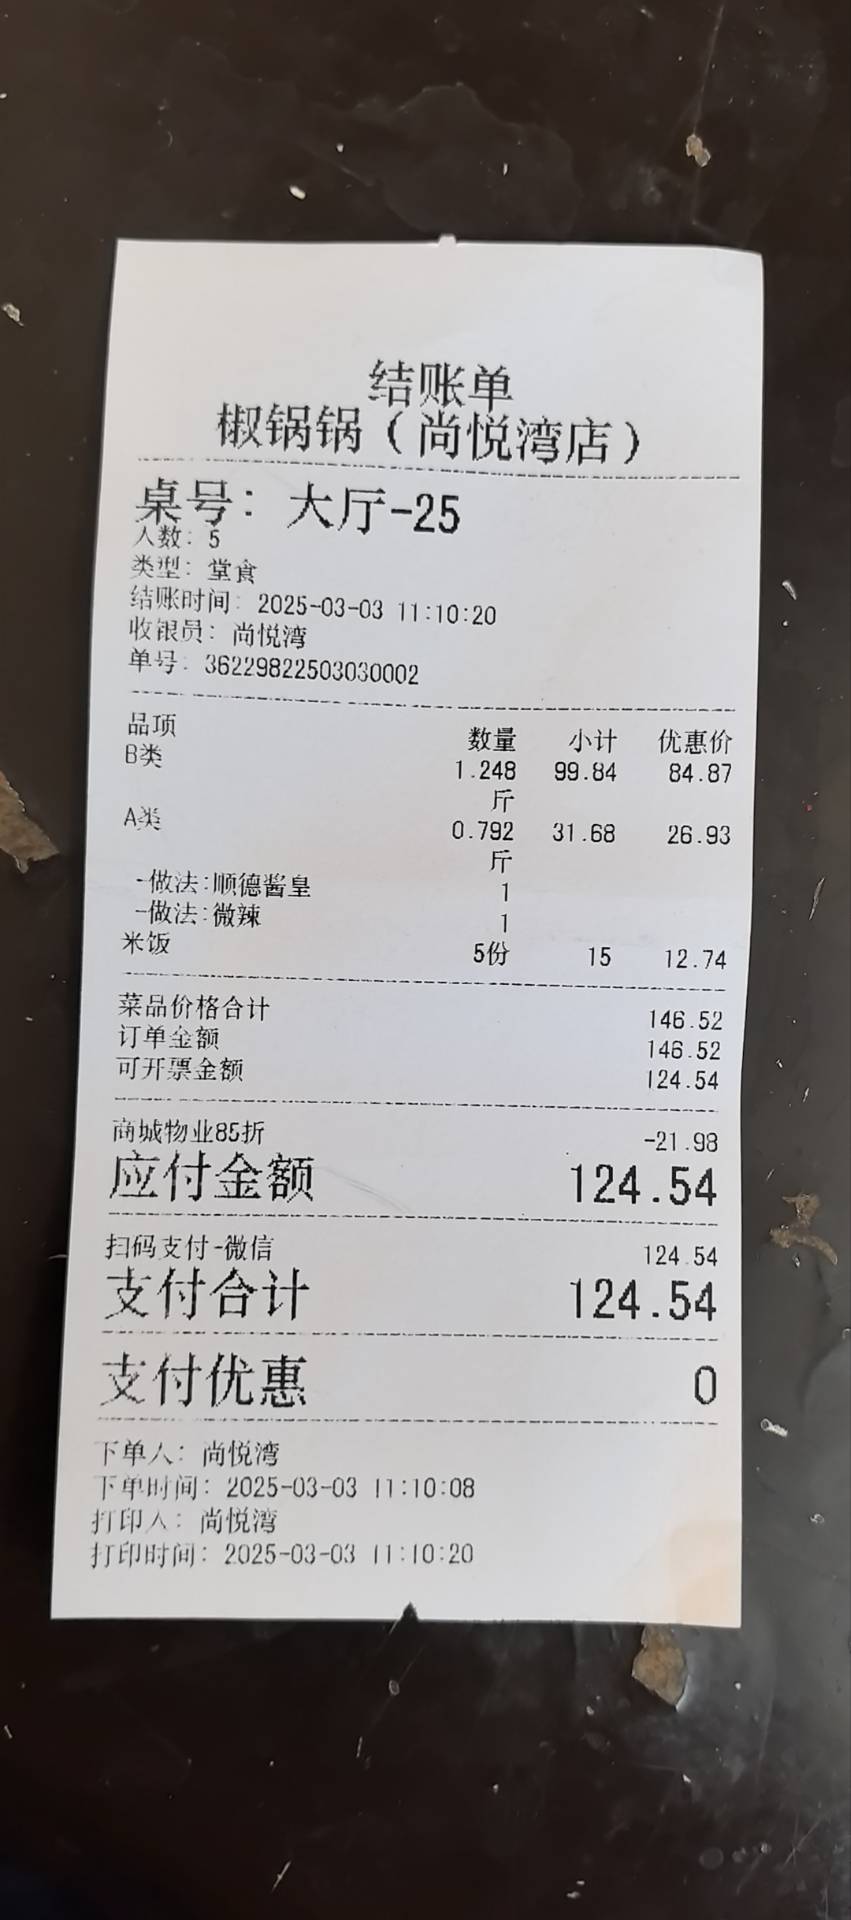 结账单
椒锅锅（尚悦湾店）
桌号: 大厅-25
人数: 5
类型: 堂食
结账时间: 2025-03-03 11:10:20
收银员: 尚悦湾
单号: 36229822503030002
品项 数量 小计 优惠价
B类 1.248 99.84 84.87
斤
A类 0.792 31.68 26.93
斤
-做法:顺德酱皇 1
-做法:微辣 1
米饭 5份 15 12.74
菜品价格合计 146.52
订单金额 146.52
可开票金额 124.54
商城物业85折 -21.98
应付金额 124.54
扫码支付-微信 124.54
支付合计 124.54
支付优惠 0
下单人: 尚悦湾
下单时间: 2025-03-03 11:10:08
打印人: 尚悦湾
打印时间: 2025-03-03 11:10:20